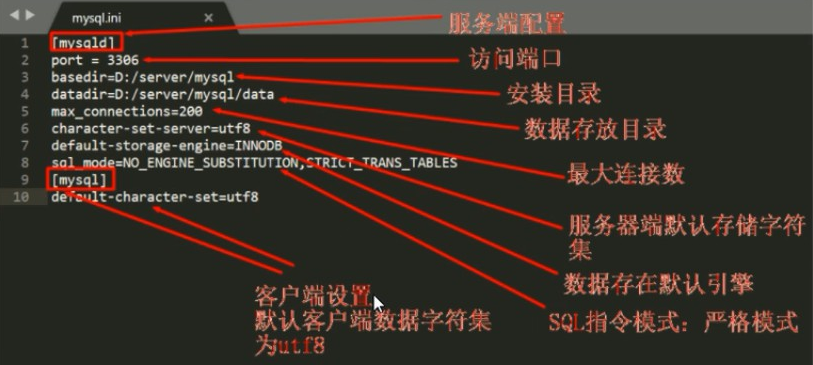 mysql.ini
×
1 [mysqld]
2 port = 3306
3 basedir=D:/server/mysql
4 datadir=D:/server/mysql/data
5 max_connections=200
6 character-set-server=utf8
7 default-storage-engine=INNODB
8 sql_mode=NO_ENGINE_SUBSTITUTION,STRICT_TRANS_TABLES
9 [mysql]
10 default-character-set=utf8
服务端配置
访问端口
安装目录
数据存放目录
最大连接数
服务器端默认存储字符
集
数据存在默认引擎
SQL指令模式：严格模式
客户端设置
默认客户端数据字符集
为utf8